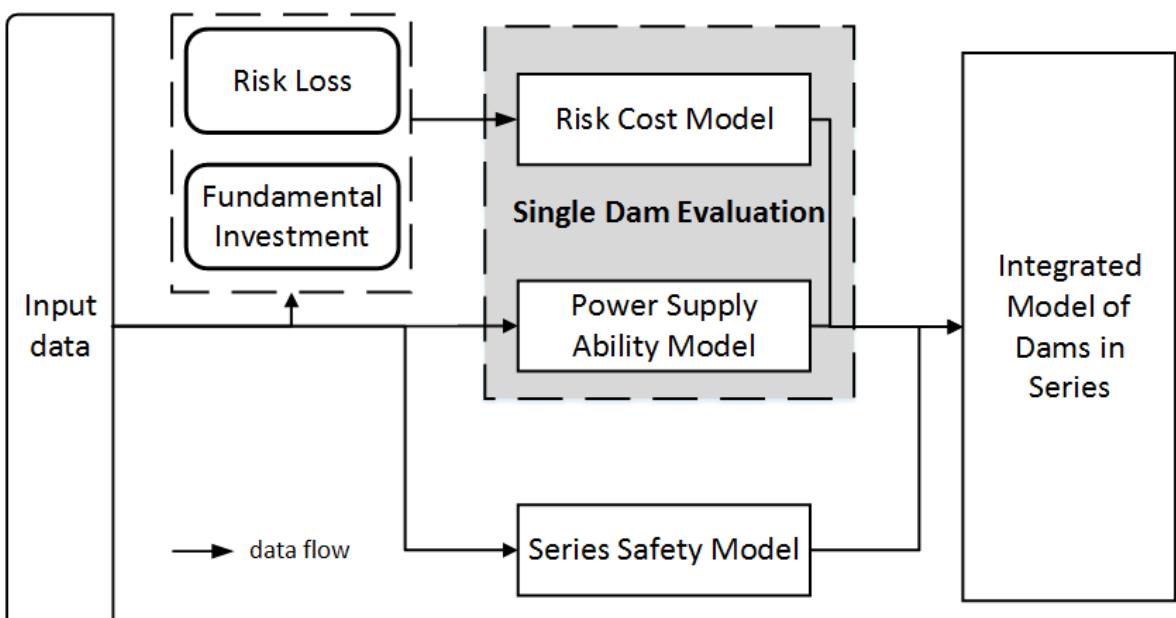 Input
data
Risk Loss
Fundamental
Investment
Risk Cost Model
Single Dam Evaluation
Power Supply
Ability Model
Series Safety Model
data flow
Integrated
Model of
Dams in
Series